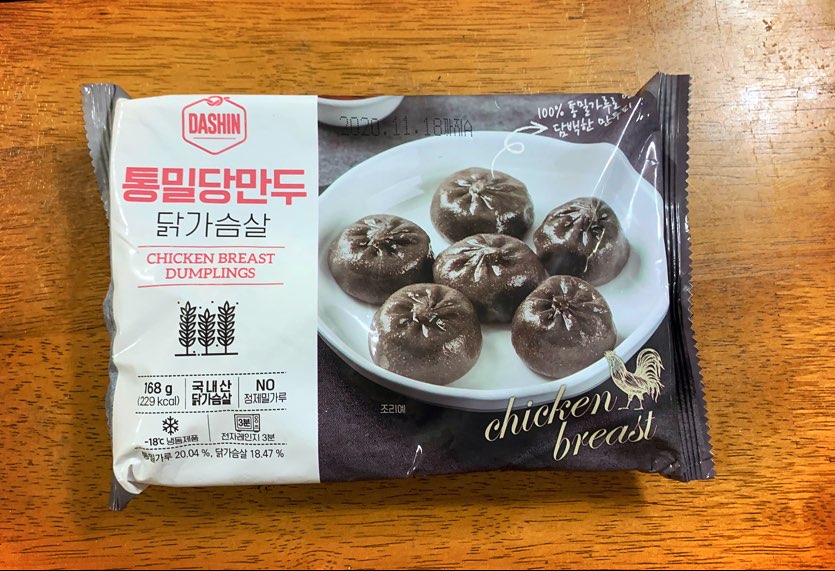 DASHIN
통밀당만두
닭가슴살
CHICKEN BREAST
DUMPLINGS
168 g
(229 kcal)
국내산
닭가슴살
NO
정제밀가루
-18℃ 냉동제품
3분
전자레인지 3분
통밀가루 20.04 %, 닭가슴살 18.47 %
2020.11.18까지A
100% 통밀가루로
담백한
조리예
chicken
breast